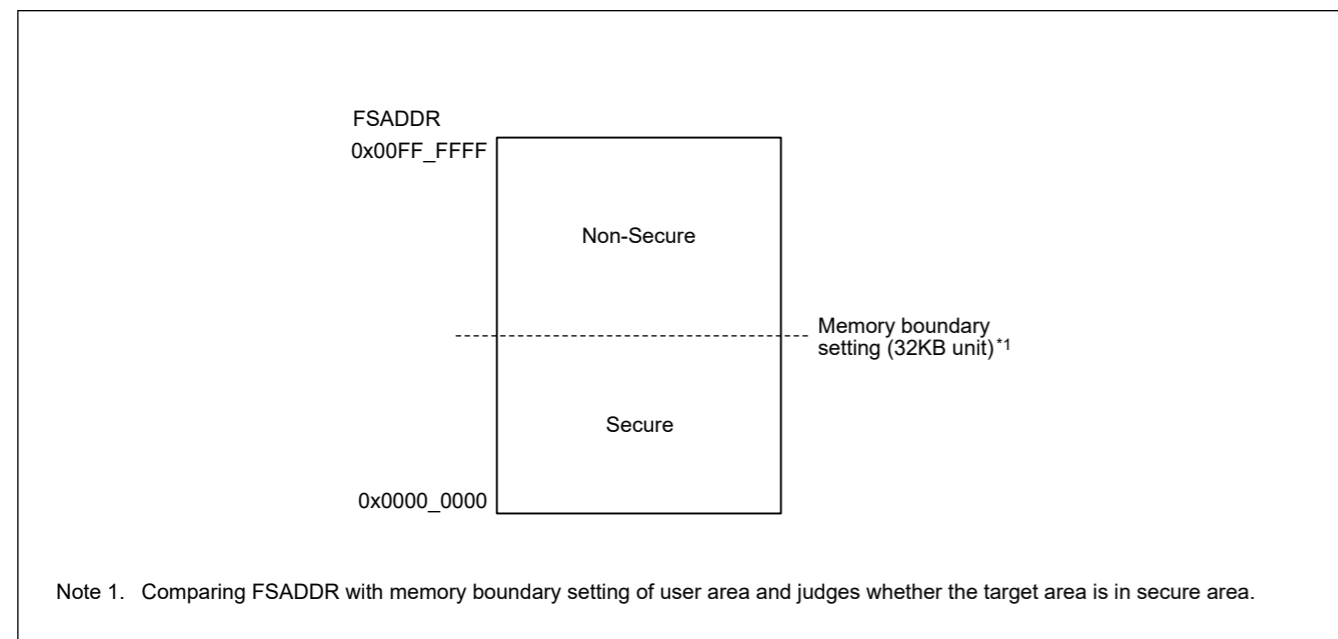 FSADDR
0x00FF_FFFF
Non-Secure
Memory boundary
setting (32KB unit)*1
Secure
0x0000_0000
Note 1. Comparing FSADDR with memory boundary setting of user area and judges whether the target area is in secure area.